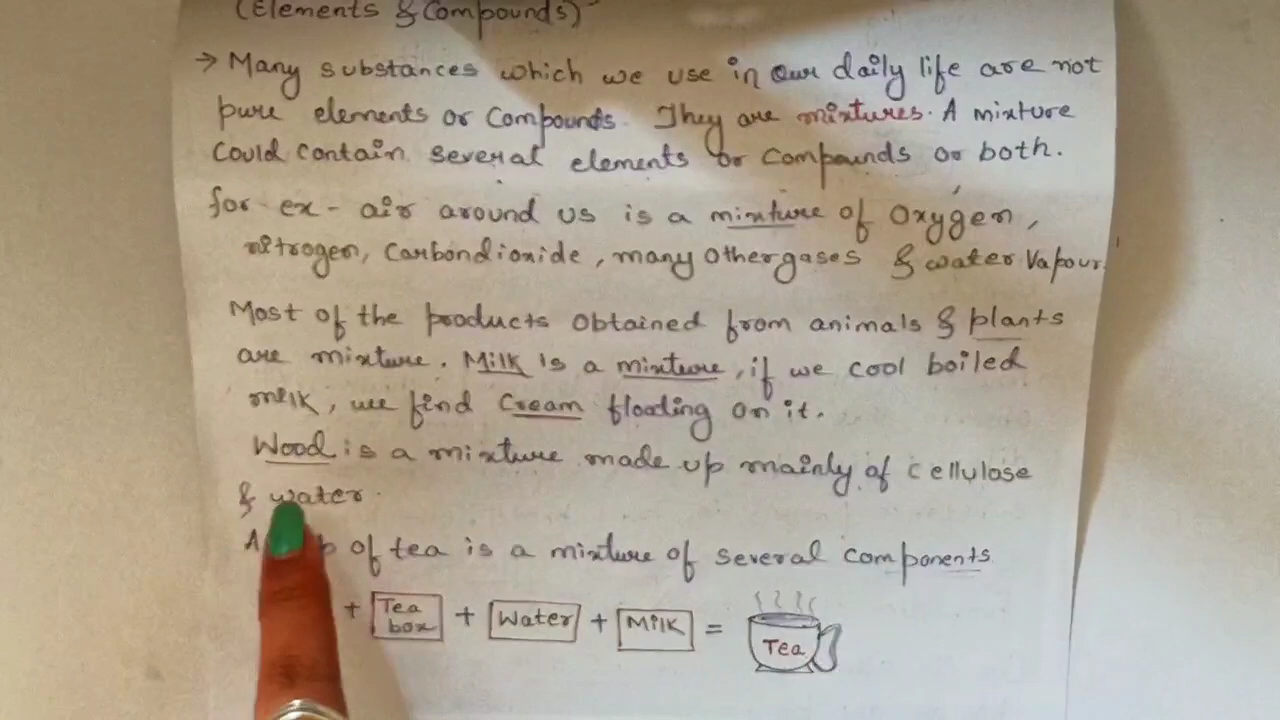 (Elements & Compounds)
→ Many substances which we use in our daily life are not
pure elements or compounds. They are mixtures. A mixture
could contain several elements or compounds or both.
for ex- air around us is a mixture of oxygen,
nitrogen, carbondioxide, many other gases & water vapour.
Most of the products obtained from animals & plants
are mixture. Milk is a mixture, if we cool boiled
milk, we find cream floating on it.
Wood is a mixture made up mainly of cellulose
& water.
A of tea is a mixture of several components
+ Tea box + Water + Milk = Tea